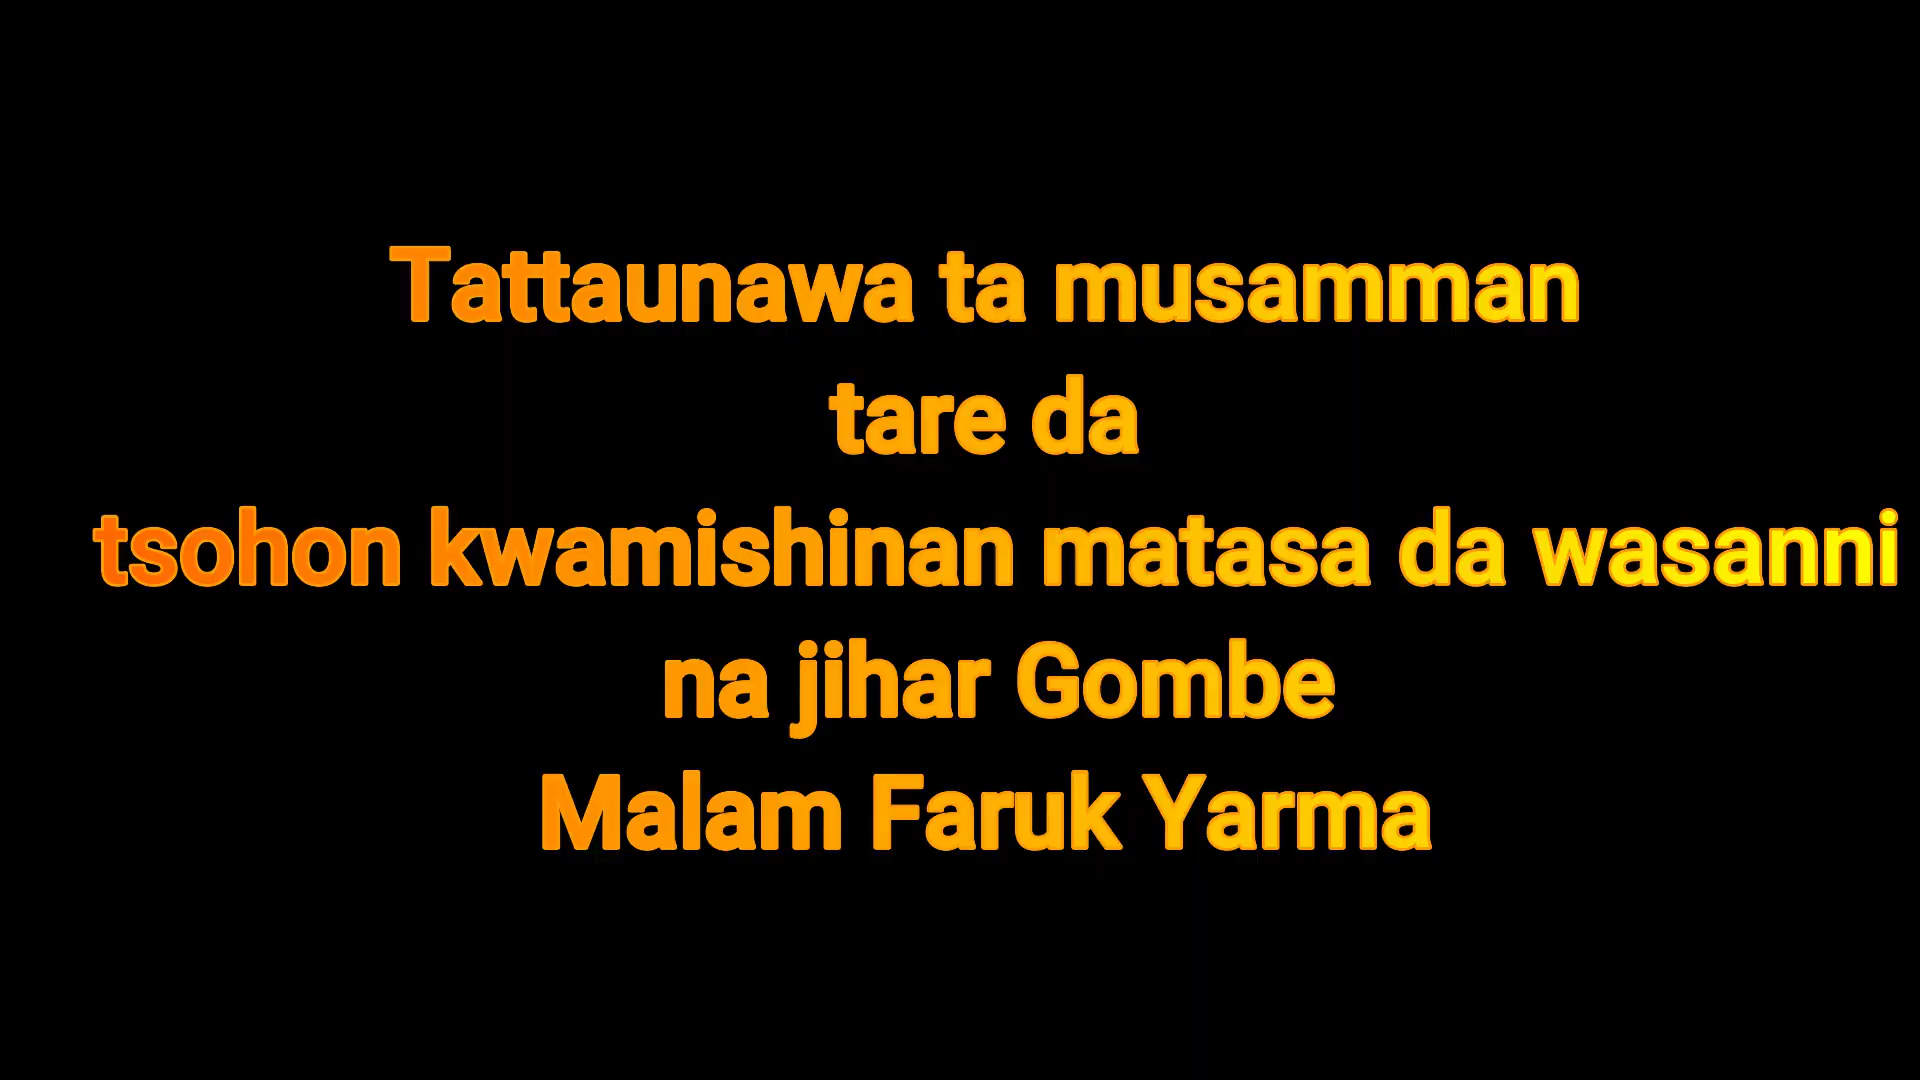 Tattaunawa ta musamman
tare da
tsohon kwamishinan matasa da wasanni
na jihar Gombe
Malam Faruk Yarma